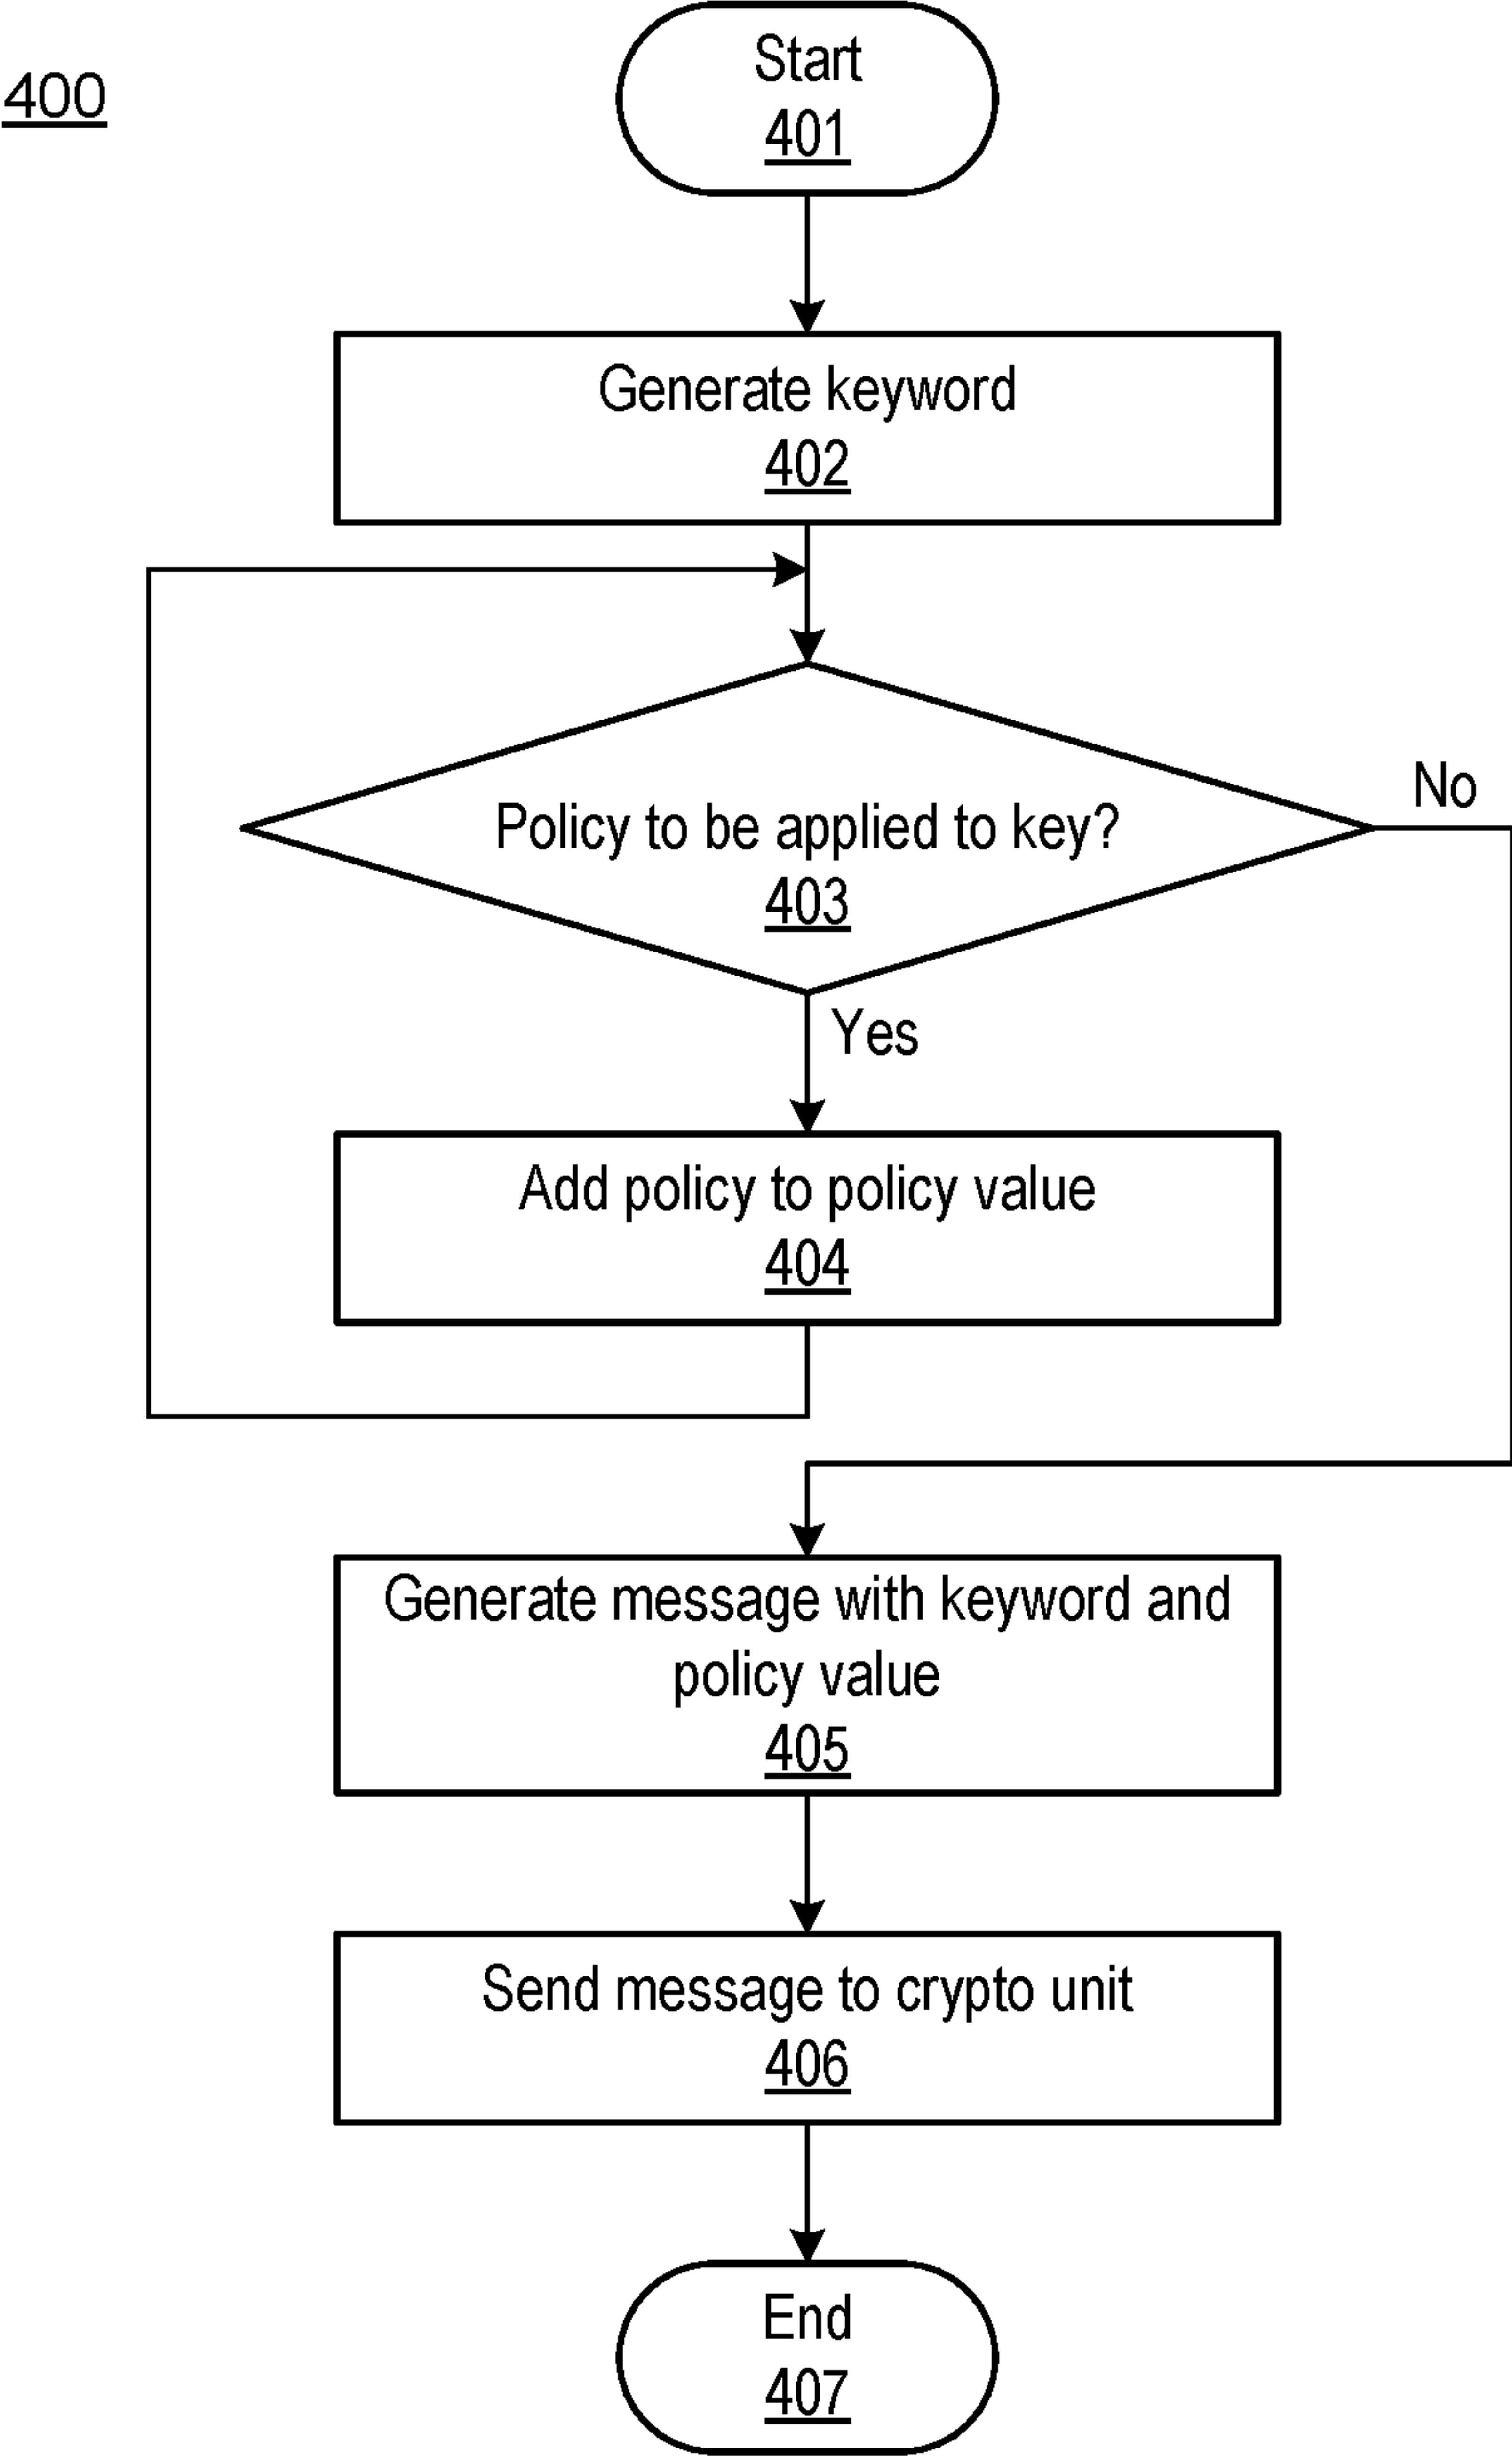 400
Start
401
Generate keyword
402
Policy to be applied to key?
403
No
Yes
Add policy to policy value
404
Generate message with keyword and
policy value
405
Send message to crypto unit
406
End
407